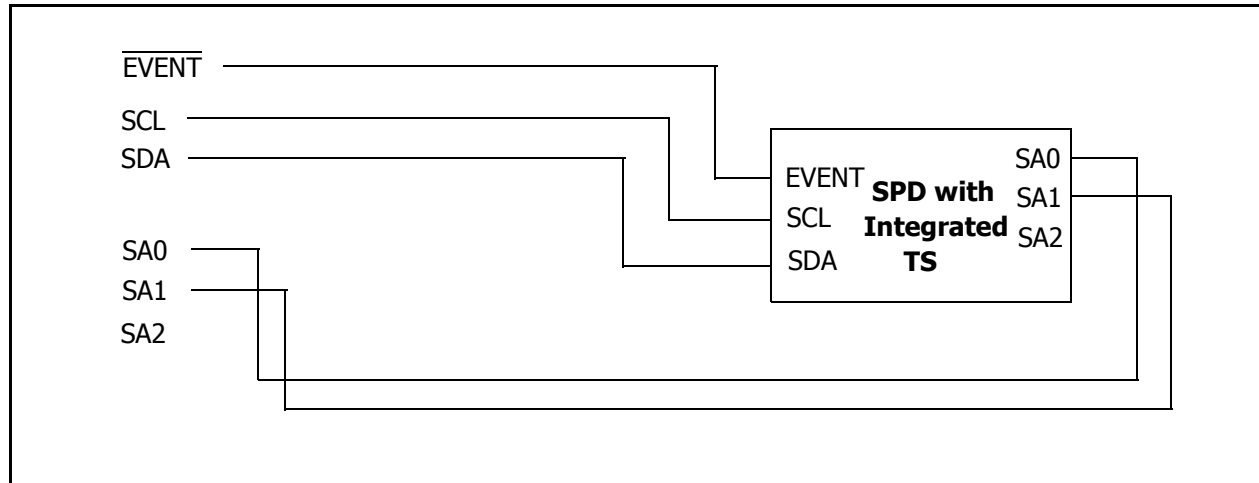 EVENT
SCL
SDA
SA0
SA1
SA2
EVENT
SCL
SDA
SPD with
Integrated
TS
SA0
SA1
SA2